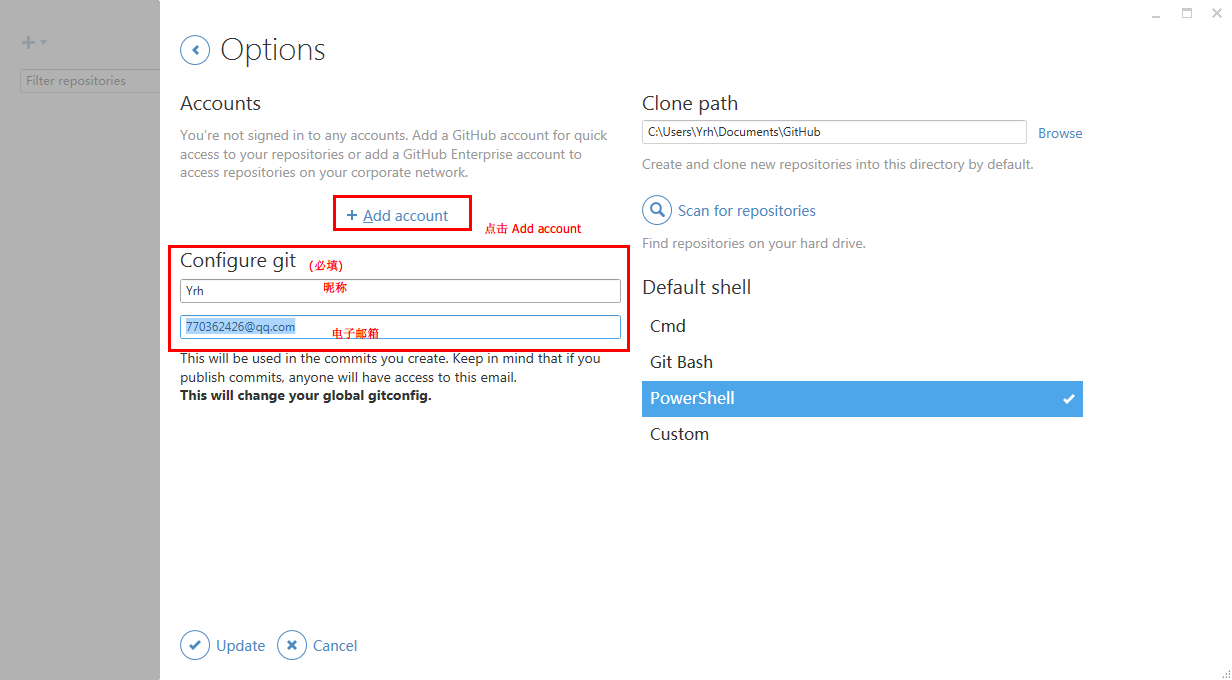 Filter repositories
Options
Accounts
You're not signed in to any accounts. Add a GitHub account for quick
access to your repositories or add a GitHub Enterprise account to
access repositories on your corporate network.
+ Add account
点击 Add account
Configure git (必填)
Yrh 昵称
770362426@qq.com 电子邮箱
This will be used in the commits you create. Keep in mind that if you
publish commits, anyone will have access to this email.
This will change your global gitconfig.
Clone path
C:\Users\Yrh\Documents\GitHub Browse
Create and clone new repositories into this directory by default.
Scan for repositories
Find repositories on your hard drive.
Default shell
Cmd
Git Bash
PowerShell
Custom
Update Cancel